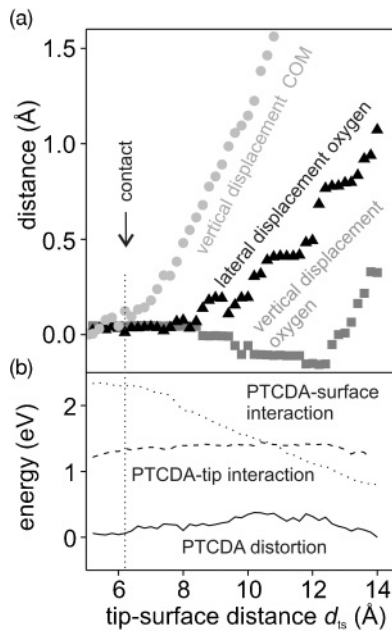 (a)
1.5
1.0
0.5
0.0
distance (Å)
contact
vertical displacement COM
lateral displacement oxygen
vertical displacement
oxygen
(b)
2
1
0
energy (eV)
PTCDA-surface
interaction
PTCDA-tip interaction
PTCDA distortion
6 8 10 12 14
tip-surface distance dts (Å)